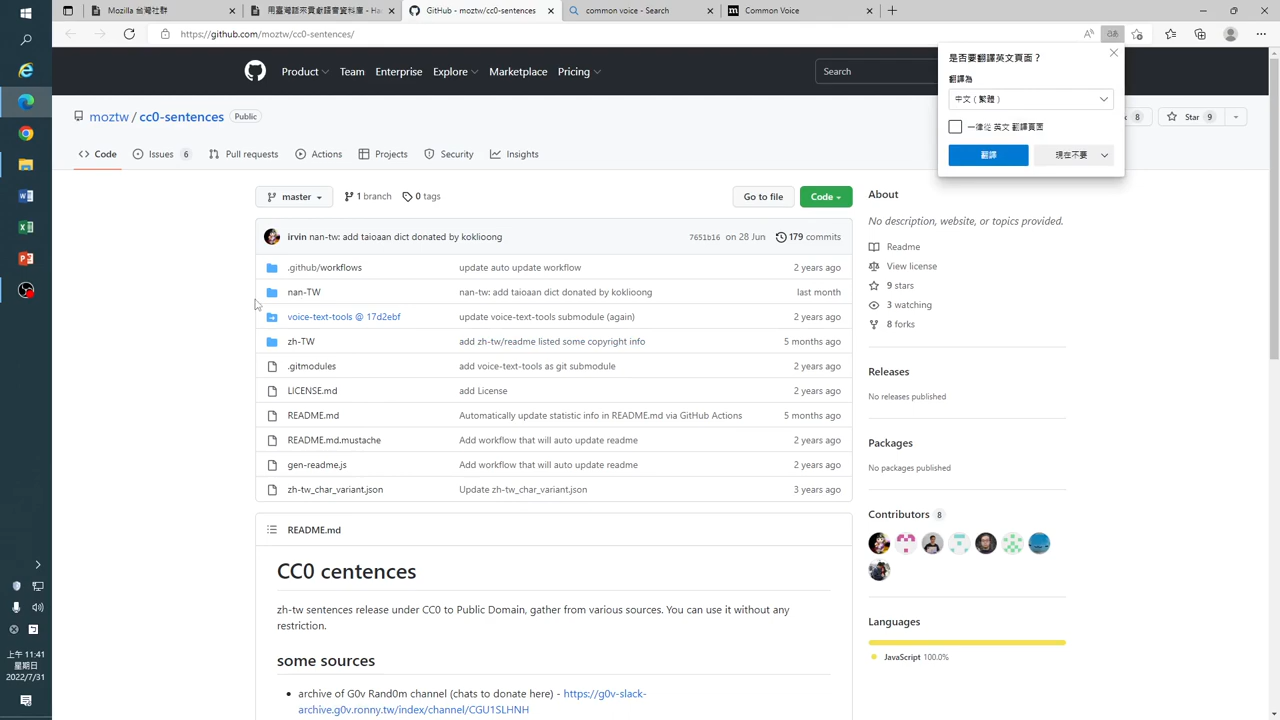 Mozilla 台灣社群
用臺灣語來貢獻語音資料庫 - Hac
GitHub - moztw/cc0-sentences
common voice - Search
Common Voice
https://github.com/moztw/cc0-sentences/
是否要翻譯英文頁面？
翻譯為
中文（繁體）
一律從 英文 翻譯頁面
翻譯
現在不要
Product
Team
Enterprise
Explore
Marketplace
Pricing
Search
moztw / cc0-sentences
Public
8
Star 9
Code
Issues 6
Pull requests
Actions
Projects
Security
Insights
master
1 branch
0 tags
Go to file
Code
irvin nan-tw: add taioaan dict donated by koklioong
7651b16 on 28 Jun
179 commits
.github/workflows
update auto update workflow
2 years ago
nan-TW
nan-tw: add taioaan dict donated by koklioong
last month
voice-text-tools @ 17d2ebf
update voice-text-tools submodule (again)
2 years ago
zh-TW
add zh-tw/readme listed some copyright info
5 months ago
.gitmodules
add voice-text-tools as git submodule
2 years ago
LICENSE.md
add License
2 years ago
README.md
Automatically update statistic info in README.md via GitHub Actions
5 months ago
README.md.mustache
Add workflow that will auto update readme
2 years ago
gen-readme.js
Add workflow that will auto update readme
2 years ago
zh-tw_char_variant.json
Update zh-tw_char_variant.json
3 years ago
README.md
CC0 centences
zh-tw sentences release under CC0 to Public Domain, gather from various sources. You can use it without any
restriction.
some sources
archive of G0v Rand0m channel (chats to donate here) - https://g0v-slack-
archive.g0v.ronny.tw/index/channel/CGU1SLHNH
About
No description, website, or topics provided.
Readme
View license
9 stars
3 watching
8 forks
Releases
No releases published
Packages
No packages published
Contributors 8
Languages
JavaScript 100.0%
上午 11:41
星期日
2022/7/31